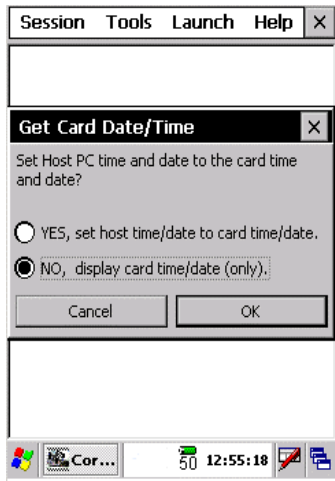 Session Tools Launch Help ×
Get Card Date/Time ×
Set Host PC time and date to the card time
and date?
YES, set host time/date to card time/date.
NO, display card time/date (only).
Cancel OK
Cor... 50 12:55:18